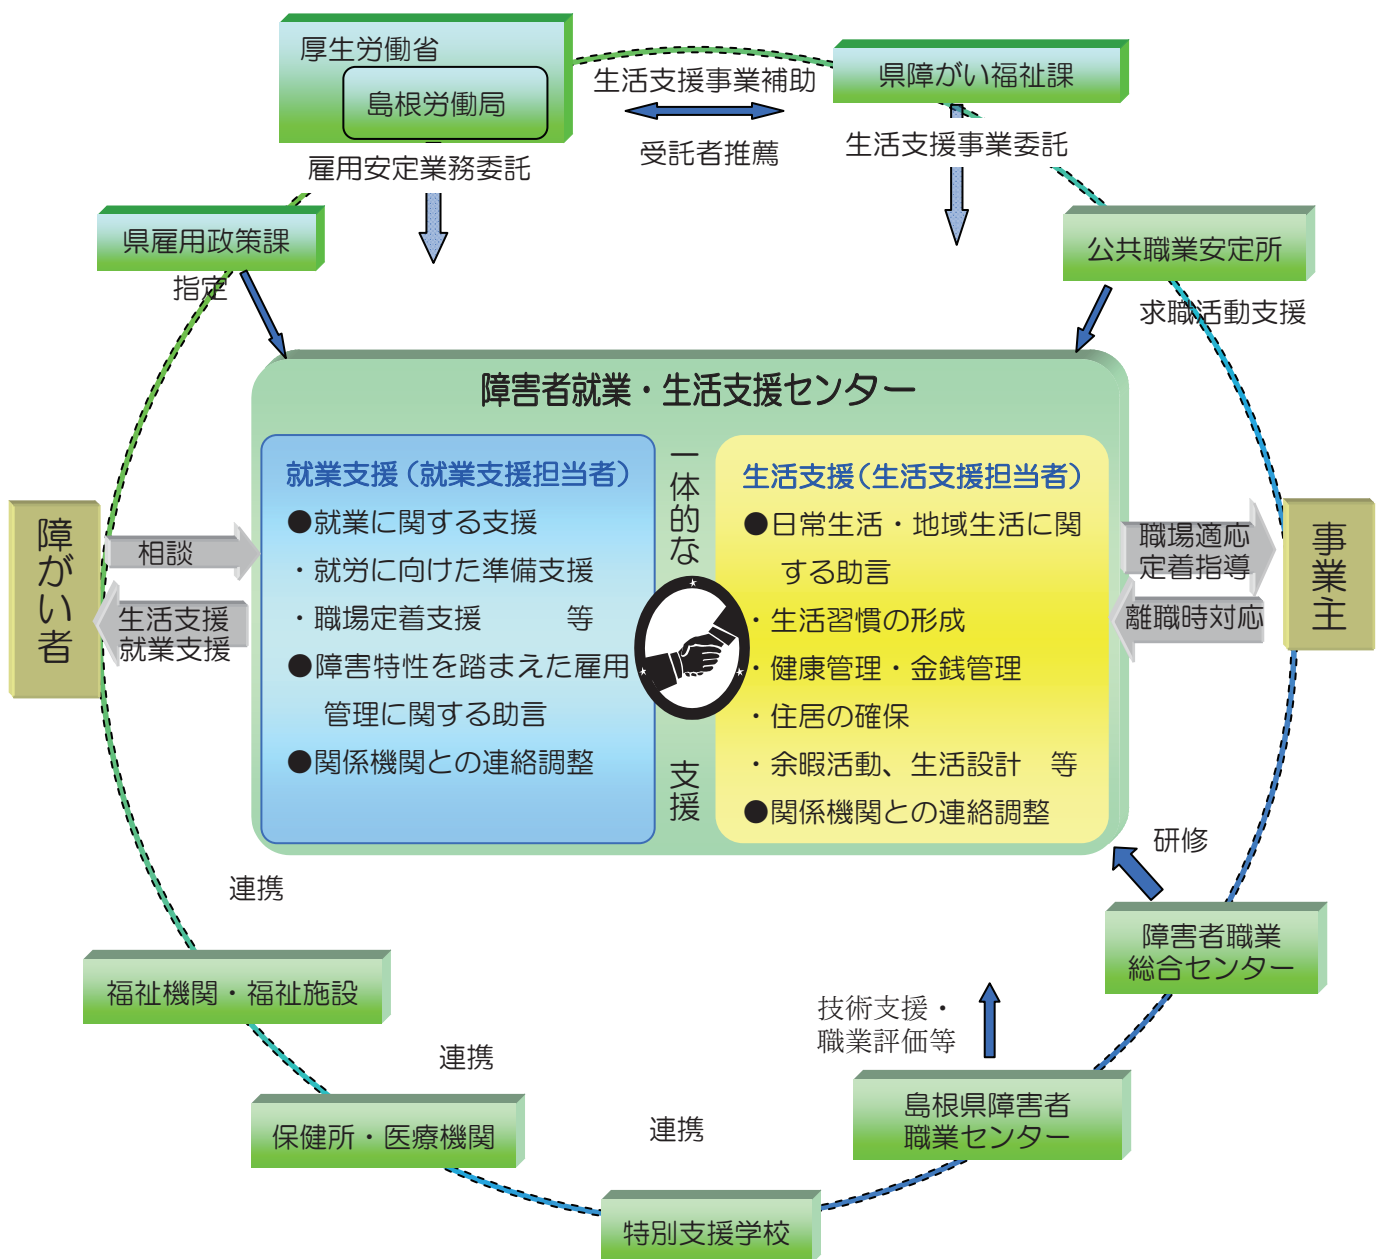 厚生労働省
島根労働局
生活支援事業補助
受託者推薦
県障がい福祉課
雇用安定業務委託
生活支援事業委託
県雇用政策課
指定
公共職業安定所
求職活動支援
障害者就業・生活支援センター
就業支援(就業支援担当者)
●就業に関する支援
・就労に向けた準備支援
・職場定着支援　　　等
●障害特性を踏まえた雇用
管理に関する助言
●関係機関との連絡調整
一体的な
支援
生活支援(生活支援担当者)
●日常生活・地域生活に関
する助言
・生活習慣の形成
・健康管理・金銭管理
・住居の確保
・余暇活動、生活設計　等
●関係機関との連絡調整
障がい者
相談
生活支援
就業支援
職場適応
定着指導
離職時対応
事業主
研修
障害者職業
総合センター
連携
福祉機関・福祉施設
技術支援・
職業評価等
連携
島根県障害者
職業センター
保健所・医療機関
連携
特別支援学校